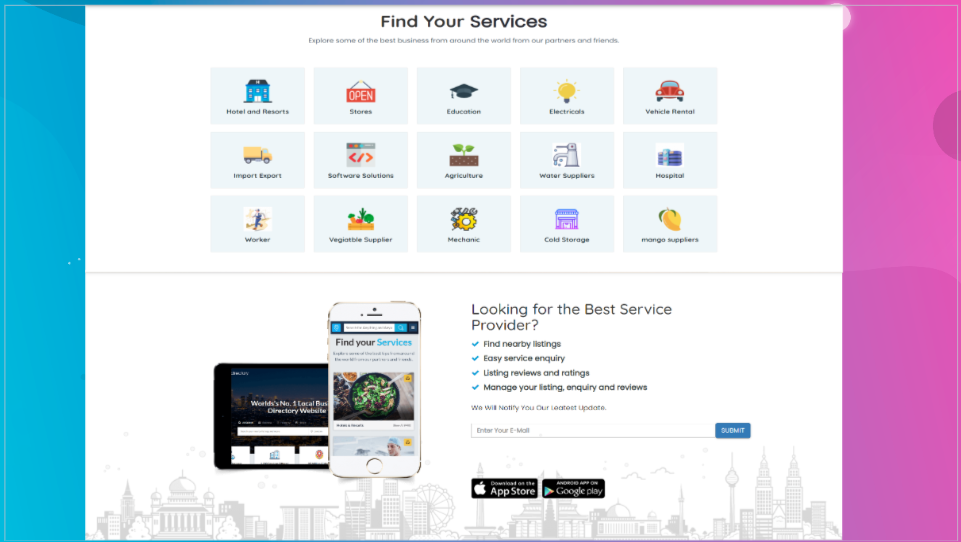 Find Your Services
Explore some of the best business from around the world from our partners and friends.
Hotel and Resorts
Stores
OPEN
Education
Electricals
Vehicle Rental
Import Export
Software Solutions
Agriculture
Water Suppliers
Hospital
Worker
Vegiatble Supplier
Mechanic
Cold Storage
mango suppliers
Find your Services
Worlds's No. 1 Local Bus
Directory Website
Looking for the Best Service
Provider?
Find nearby listings
Easy service enquiry
Listing reviews and ratings
Manage your listing, enquiry and reviews
We Will Notify You Our Leatest Update.
Enter Your E-Mail
SUBMIT
Download on the
App Store
ANDROID APP ON
Google play